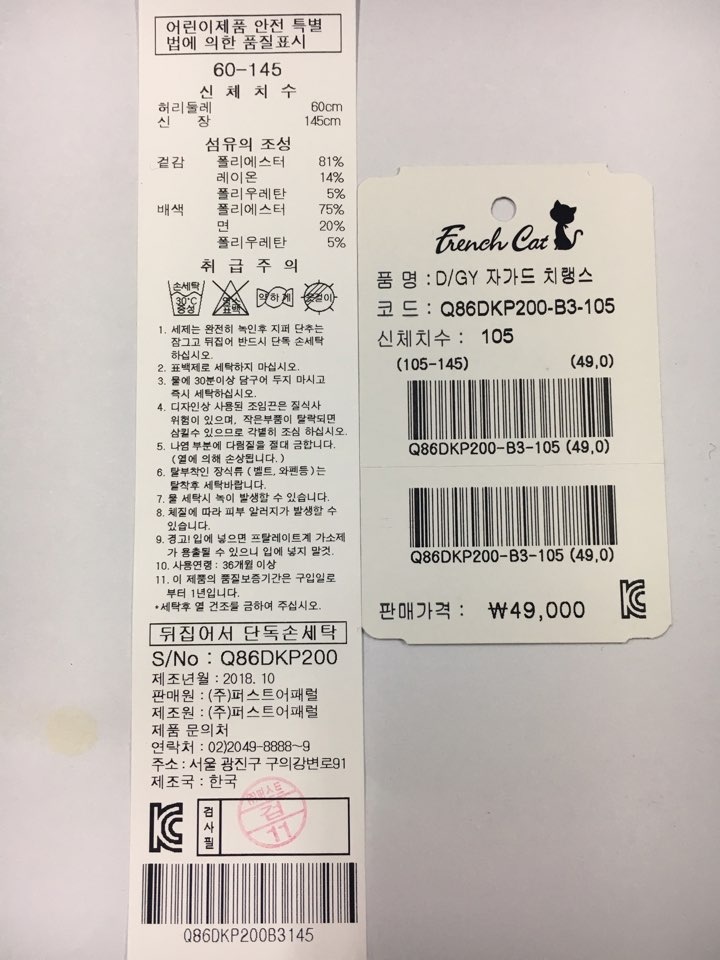 어린이제품 안전 특별
법에 의한 품질표시
60-145
신 체 치 수
허리둘레 60cm
신 장 145cm
섬유의 조성
겉감 폴리에스터 81%
레이온 14%
폴리우레탄 5%
배색 폴리에스터 75%
면 20%
폴리우레탄 5%
취 급 주 의
손세탁 30℃ 중성 염소 표백 약하게 옷걸이
1. 세제는 완전히 녹인후 지퍼 단추는
잠그고 뒤집어 반드시 단독 손세탁
하십시오.
2. 표백제로 세탁하지 마십시오.
3. 물에 30분이상 담구어 두지 마시고
즉시 세탁하십시오.
4. 디자인상 사용된 조임끈은 질식사
위험이 있으며, 작은부품이 탈락되면
삼킬수 있으므로 각별히 조심 하십시오.
5. 나염 부분에 다림질을 절대 금합니다.
(열에 의해 손상됩니다.)
6. 탈부착인 장식류 (벨트, 와펜등)는
탈착후 세탁바랍니다.
7. 물 세탁시 녹이 발생할 수 있습니다.
8. 체질에 따라 피부 알러지가 발생할 수
있습니다.
9. 경고! 입에 넣으면 프탈레이트계 가소제
가 용출될 수 있으니 입에 넣지 말것.
10. 사용연령 : 36개월 이상
11. 이 제품의 품질보증기간은 구입일로
부터 1년입니다.
*세탁후 열 건조를 금하여 주십시오.
뒤집어서 단독손세탁
S/No : Q86DKP200
제조년월 : 2018. 10
판매원 : (주)퍼스트어패럴
제조원 : (주)퍼스트어패럴
제품 문의처
연락처 : 02)2049-8888~9
주소 : 서울 광진구 구의강변로91
제조국 : 한국
KC 검사필 검 11
Q86DKP200B3145
French Cat
품 명 : D/GY 자가드 치랭스
코 드 : Q86DKP200-B3-105
신체치수 : 105
(105-145) (49,0)
Q86DKP200-B3-105 (49,0)
Q86DKP200-B3-105 (49,0)
판매가격 : ₩49,000 KC